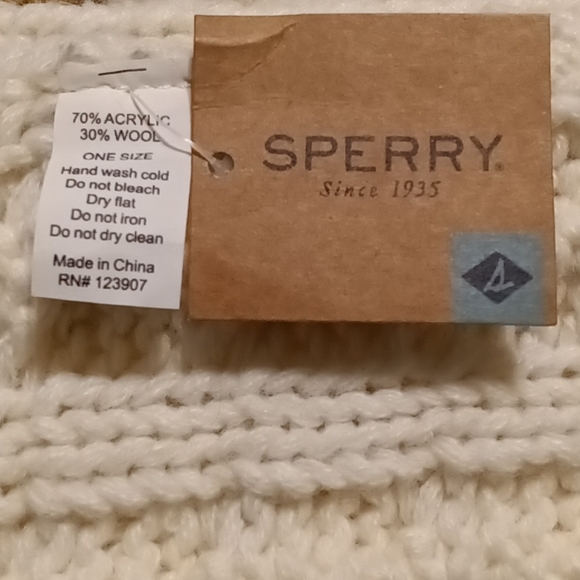 70% ACRYLIC
30% WOOL
ONE SIZE
Hand wash cold
Do not bleach
Dry flat
Do not iron
Do not dry clean
Made in China
RN# 123907
SPERRY
Since 1935